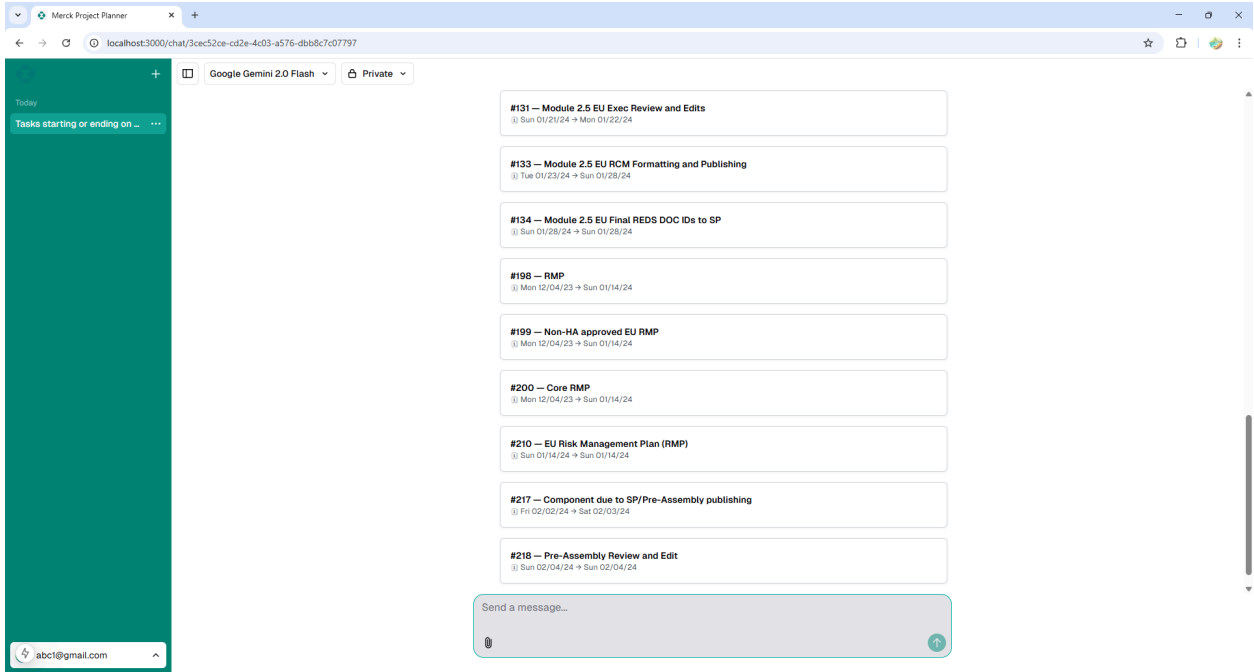 Merck Project Planner
localhost:3000/chat/3cec52ce-cd2e-4c03-a576-dbb8c7c07797
Google Gemini 2.0 Flash
Private
Today
Tasks starting or ending on ...
#131 — Module 2.5 EU Exec Review and Edits
Sun 01/21/24 → Mon 01/22/24
#133 — Module 2.5 EU RCM Formatting and Publishing
Tue 01/23/24 → Sun 01/28/24
#134 — Module 2.5 EU Final REDS DOC IDs to SP
Sun 01/28/24 → Sun 01/28/24
#198 — RMP
Mon 12/04/23 → Sun 01/14/24
#199 — Non-HA approved EU RMP
Mon 12/04/23 → Sun 01/14/24
#200 — Core RMP
Mon 12/04/23 → Sun 01/14/24
#210 — EU Risk Management Plan (RMP)
Sun 01/14/24 → Sun 01/14/24
#217 — Component due to SP/Pre-Assembly publishing
Fri 02/02/24 → Sat 02/03/24
#218 — Pre-Assembly Review and Edit
Sun 02/04/24 → Sun 02/04/24
Send a message...
abc1@gmail.com